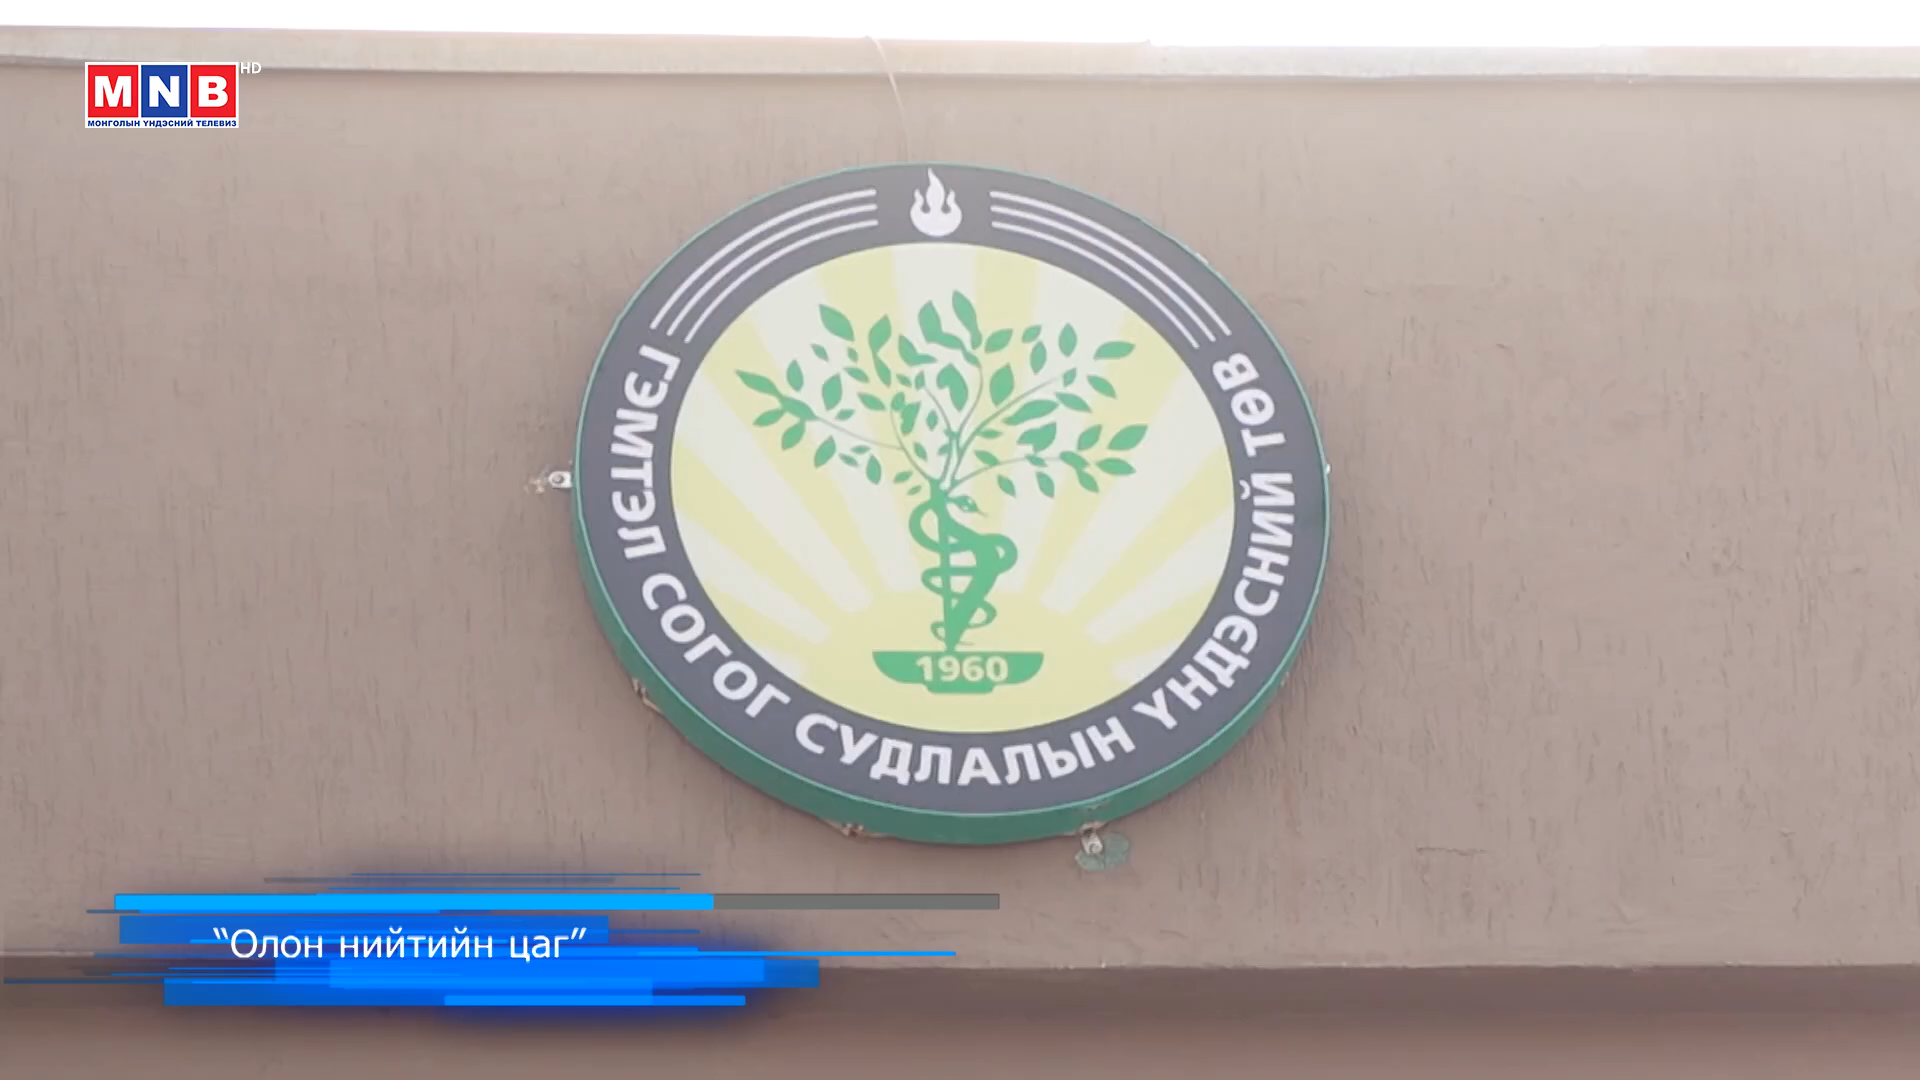 MNB HD
МОНГОЛЫН ҮНДЭСНИЙ ТЕЛЕВИЗ
ГЭМТЭЛ СОГОГ СУДЛАЛЫН ҮНДЭСНИЙ ТӨВ
1960
“Олон нийтийн цаг”